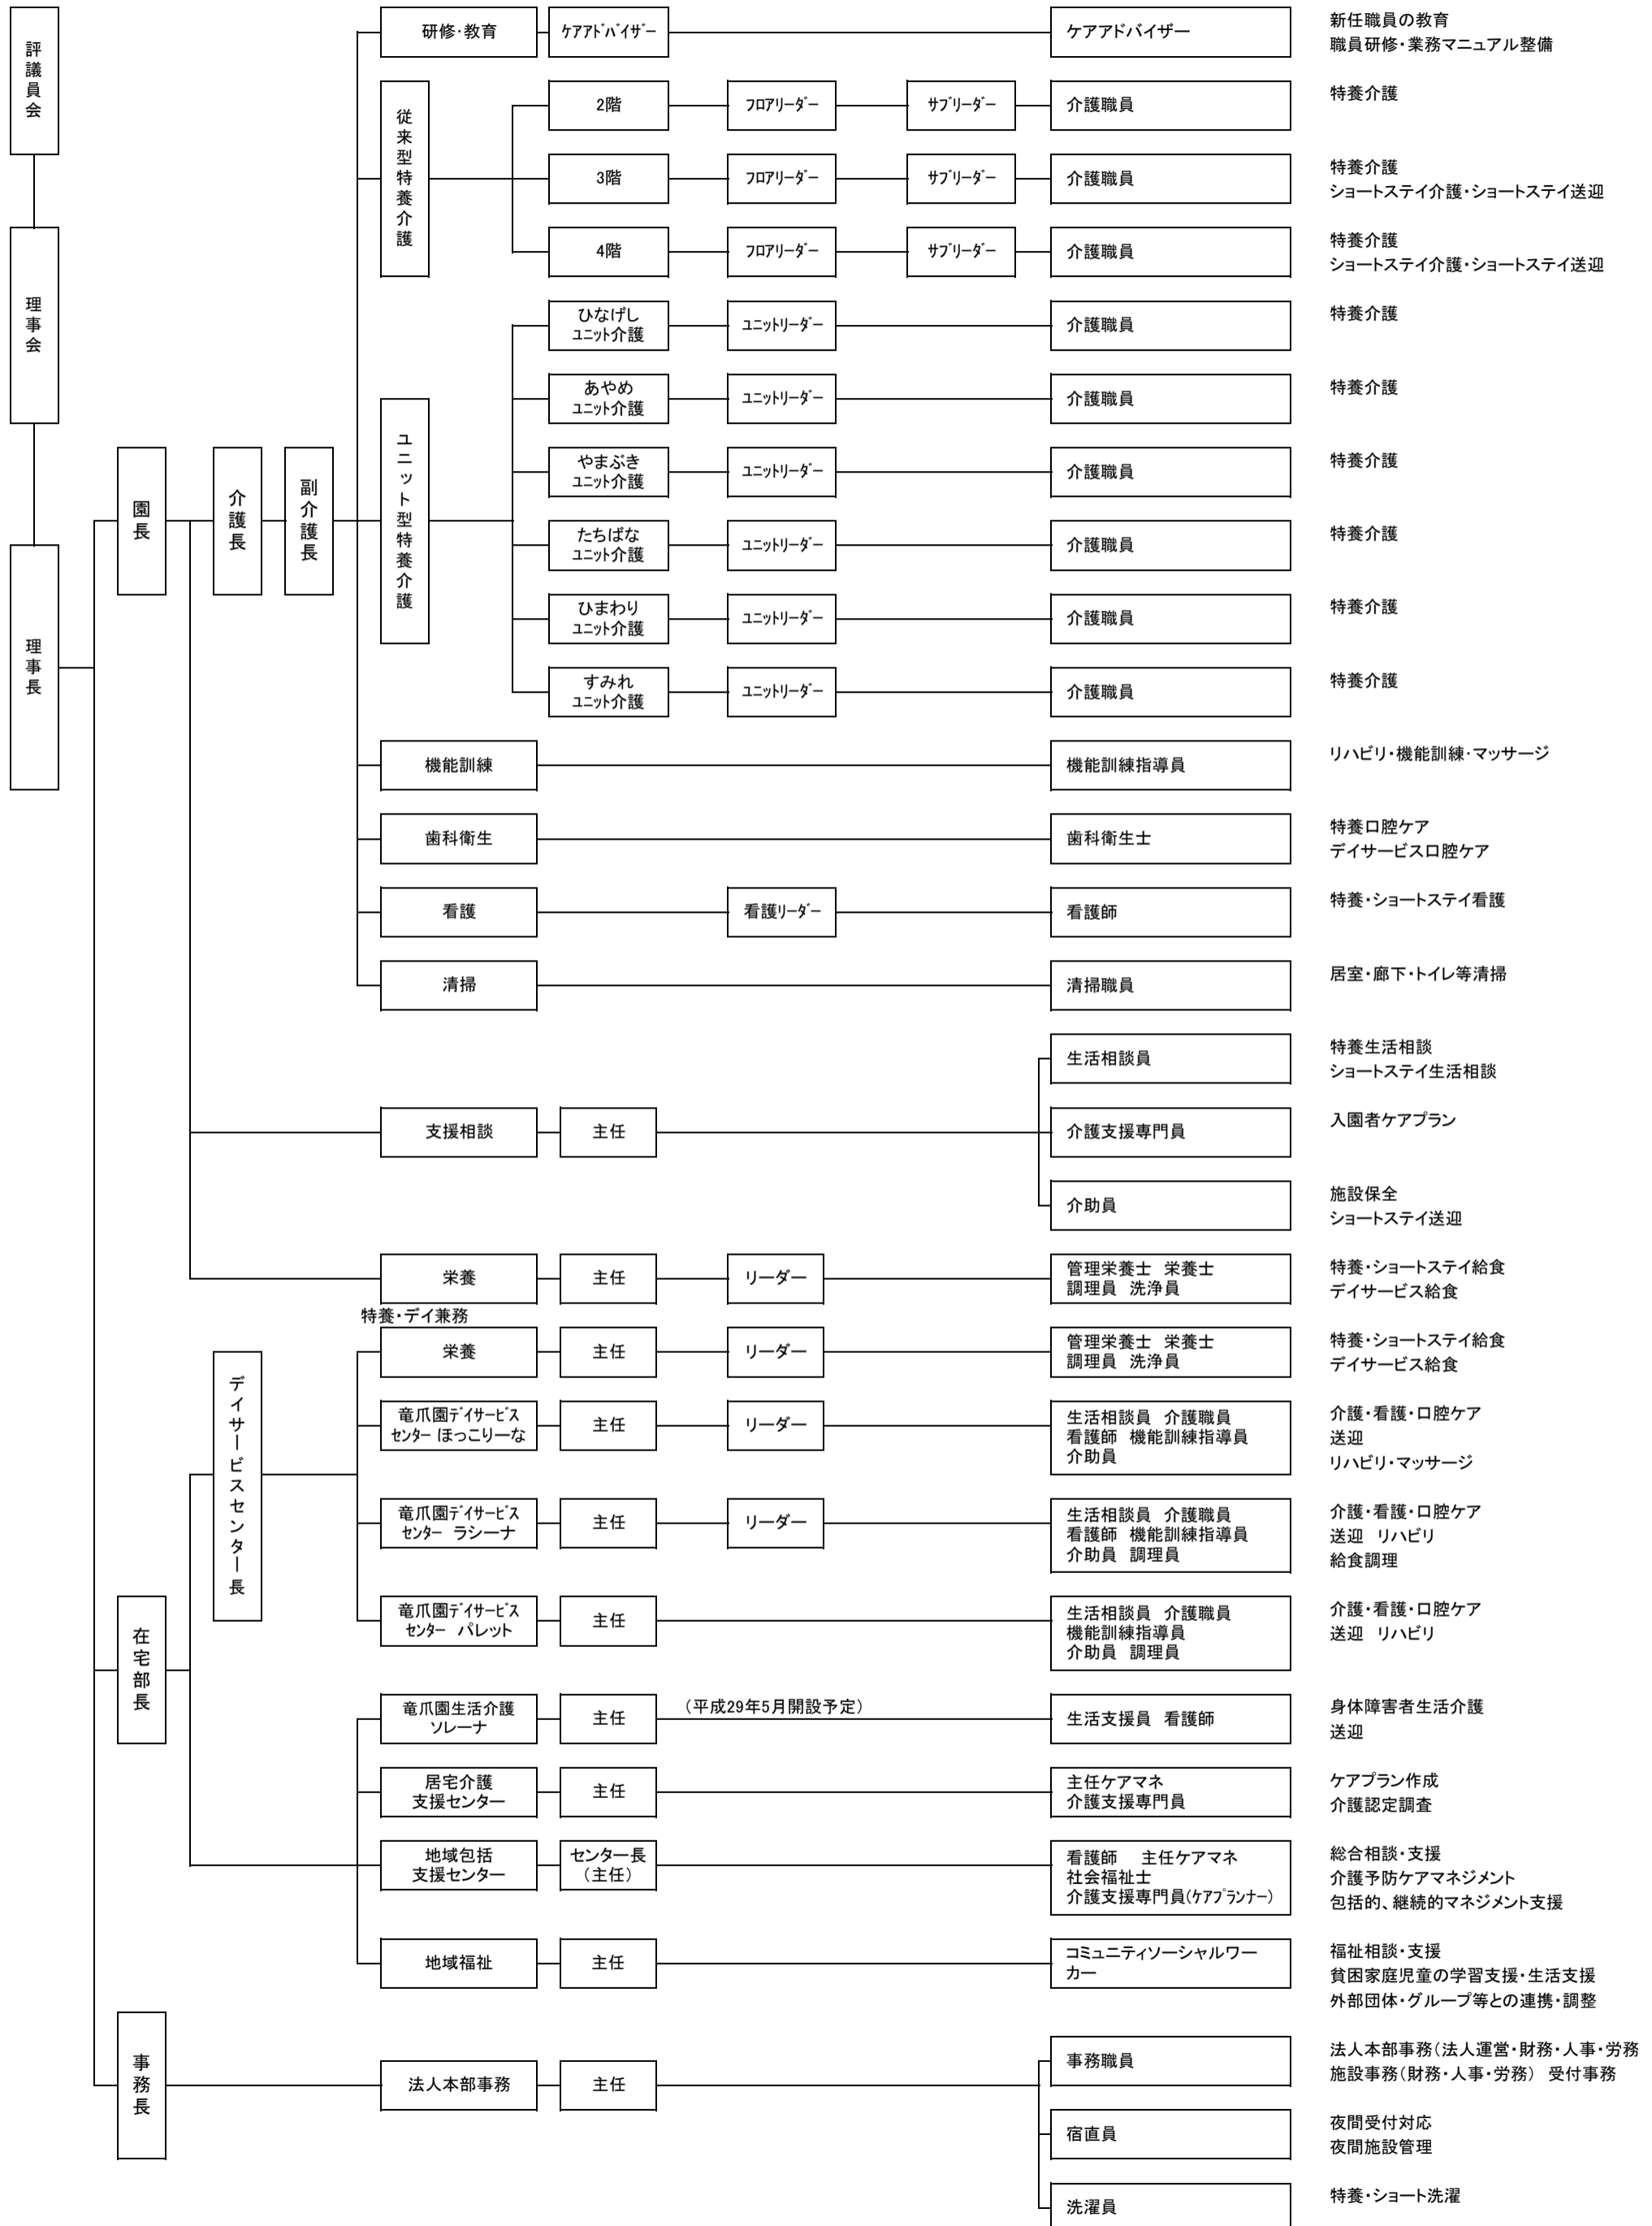 評議員会
理事会
理事長
園長
介護長
副介護長
研修・教育
ｹｱｱﾄﾞﾊﾞｲｻﾞｰ
ケアアドバイザー
新任職員の教育
職員研修・業務マニュアル整備
従来型特養介護
2階
ﾌﾛｱﾘｰﾀﾞｰ
ｻﾌﾞﾘｰﾀﾞｰ
介護職員
特養介護
3階
ﾌﾛｱﾘｰﾀﾞｰ
ｻﾌﾞﾘｰﾀﾞｰ
介護職員
特養介護
ショートステイ介護・ショートステイ送迎
4階
ﾌﾛｱﾘｰﾀﾞｰ
ｻﾌﾞﾘｰﾀﾞｰ
介護職員
特養介護
ショートステイ介護・ショートステイ送迎
ユニット型特養介護
ひなげし
ﾕﾆｯﾄ介護
ﾕﾆｯﾄﾘｰﾀﾞｰ
介護職員
特養介護
あやめ
ﾕﾆｯﾄ介護
ﾕﾆｯﾄﾘｰﾀﾞｰ
介護職員
特養介護
やまぶき
ﾕﾆｯﾄ介護
ﾕﾆｯﾄﾘｰﾀﾞｰ
介護職員
特養介護
たちばな
ﾕﾆｯﾄ介護
ﾕﾆｯﾄﾘｰﾀﾞｰ
介護職員
特養介護
ひまわり
ﾕﾆｯﾄ介護
ﾕﾆｯﾄﾘｰﾀﾞｰ
介護職員
特養介護
すみれ
ﾕﾆｯﾄ介護
ﾕﾆｯﾄﾘｰﾀﾞｰ
介護職員
特養介護
機能訓練
機能訓練指導員
リハビリ・機能訓練・マッサージ
歯科衛生
歯科衛生士
特養口腔ケア
デイサービス口腔ケア
看護
看護ﾘｰﾀﾞｰ
看護師
特養・ショートステイ看護
清掃
清掃職員
居室・廊下・トイレ等清掃
支援相談
主任
生活相談員
特養生活相談
ショートステイ生活相談
介護支援専門員
入園者ケアプラン
介助員
施設保全
ショートステイ送迎
栄養
主任
リーダー
管理栄養士　栄養士
調理員　洗浄員
特養・ショートステイ給食
デイサービス給食
特養・デイ兼務
在宅部長
デイサービスセンター長
栄養
主任
リーダー
管理栄養士　栄養士
調理員　洗浄員
特養・ショートステイ給食
デイサービス給食
竜爪園ﾃﾞｲｻｰﾋﾞｽ
ｾﾝﾀｰ ほっこりーな
主任
リーダー
生活相談員　介護職員
看護師　機能訓練指導員
介助員
介護・看護・口腔ケア
送迎
リハビリ・マッサージ
竜爪園ﾃﾞｲｻｰﾋﾞｽ
ｾﾝﾀｰ　ラシーナ
主任
リーダー
生活相談員　介護職員
看護師　機能訓練指導員
介助員　調理員
介護・看護・口腔ケア
送迎　リハビリ
給食調理
竜爪園ﾃﾞｲｻｰﾋﾞｽ
ｾﾝﾀｰ　パレット
主任
生活相談員　介護職員
機能訓練指導員
介助員　調理員
介護・看護・口腔ケア
送迎　リハビリ
竜爪園生活介護
ソレーナ
主任
（平成29年5月開設予定）
生活支援員　看護師
身体障害者生活介護
送迎
居宅介護
支援センター
主任
主任ケアマネ
介護支援専門員
ケアプラン作成
介護認定調査
地域包括
支援センター
センター長
（主任）
看護師　主任ケアマネ
社会福祉士
介護支援専門員(ｹｱﾌﾟﾗﾝﾅｰ)
総合相談・支援
介護予防ケアマネジメント
包括的、継続的マネジメント支援
地域福祉
主任
コミュニティソーシャルワー
カー
福祉相談・支援
貧困家庭児童の学習支援・生活支援
外部団体・グループ等との連携・調整
事務長
法人本部事務
主任
事務職員
法人本部事務（法人運営・財務・人事・労務
施設事務（財務・人事・労務）　受付事務
宿直員
夜間受付対応
夜間施設管理
洗濯員
特養・ショート洗濯